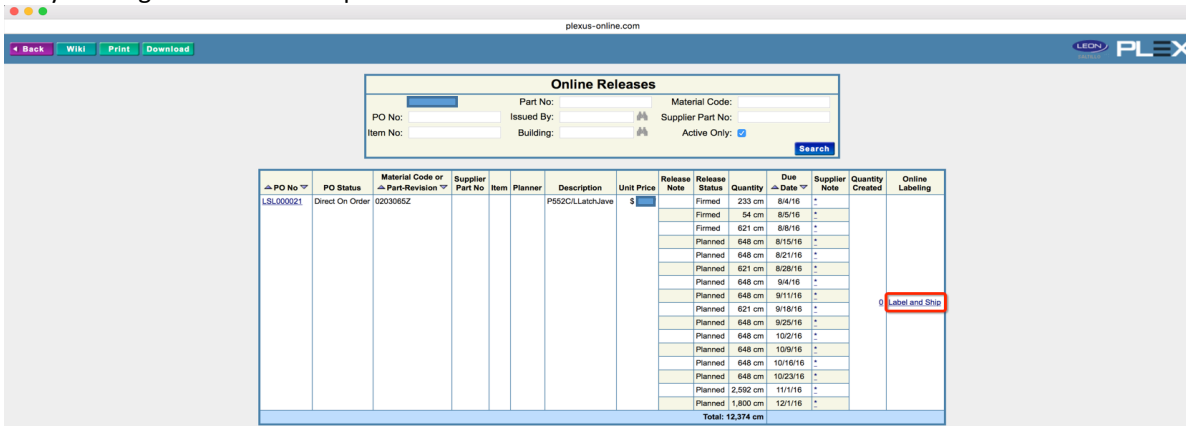 plexus-online.com
Back Wiki Print Download
LEON PLEX
Online Releases
Part No: Material Code:
PO No: Issued By: Supplier Part No:
Item No: Building: Active Only:
Search
PO No PO Status Material Code or Part-Revision Supplier Part No Item Planner Description Unit Price Release Note Release Status Quantity Due Date Supplier Note Quantity Created Online Labeling
LSL000021 Direct On Order 0203065Z P552C/LLatchJave $ Firmed 233 cm 8/4/16 *
Firmed 54 cm 8/5/16 *
Firmed 621 cm 8/8/16 *
Planned 648 cm 8/15/16 *
Planned 648 cm 8/21/16 *
Planned 621 cm 8/28/16 *
Planned 648 cm 9/4/16 *
Planned 648 cm 9/11/16 *
0 Label and Ship
Planned 621 cm 9/18/16 *
Planned 648 cm 9/25/16 *
Planned 648 cm 10/2/16 *
Planned 648 cm 10/9/16 *
Planned 648 cm 10/16/16 *
Planned 648 cm 10/23/16 *
Planned 2,592 cm 11/1/16 *
Planned 1,800 cm 12/1/16 *
Total: 12,374 cm